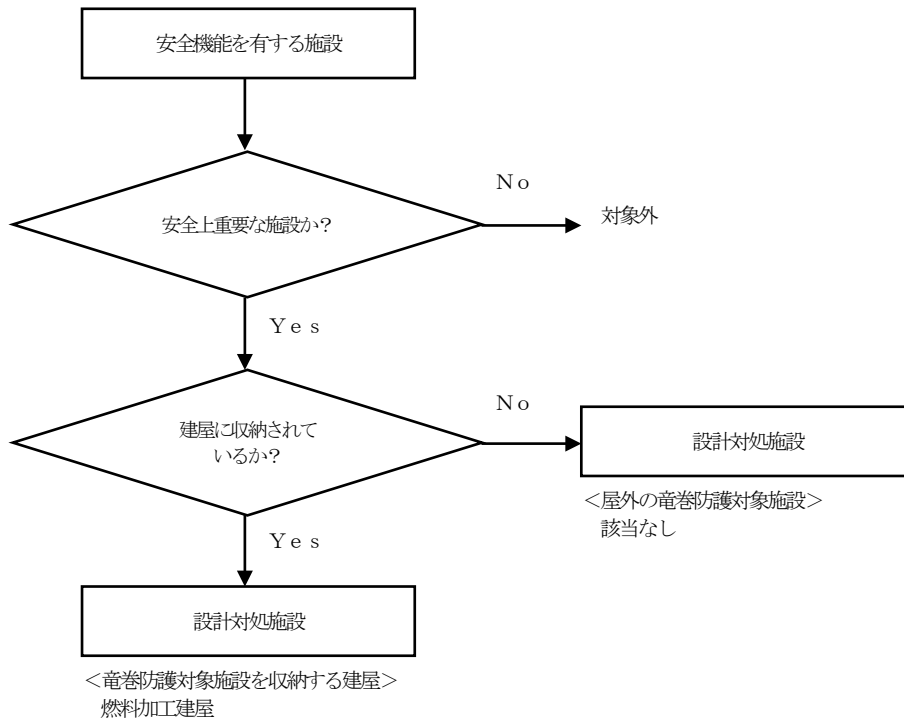 安全機能を有する施設
安全上重要な施設か？
Ｎｏ
対象外
Ｙｅｓ
建屋に収納されて
いるか？
Ｎｏ
設計対処施設
＜屋外の竜巻防護対象施設＞
該当なし
Ｙｅｓ
設計対処施設
＜竜巻防護対象施設を収納する建屋＞
燃料加工建屋